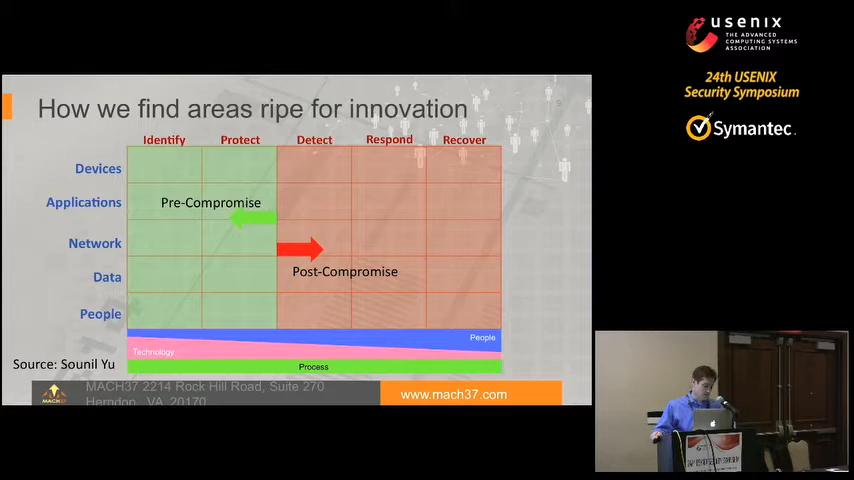 usenix
THE ADVANCED
COMPUTING SYSTEMS
ASSOCIATION
24th USENIX
Security Symposium
Symantec.
How we find areas ripe for innovation
9
Identify Protect Detect Respond Recover
Devices
Applications
Pre-Compromise
Network
Post-Compromise
Data
People
People
Technology
Process
Source: Sounil Yu
MACH37 2214 Rock Hill Road, Suite 270
Herndon, VA 20170
www.mach37.com
MACH37